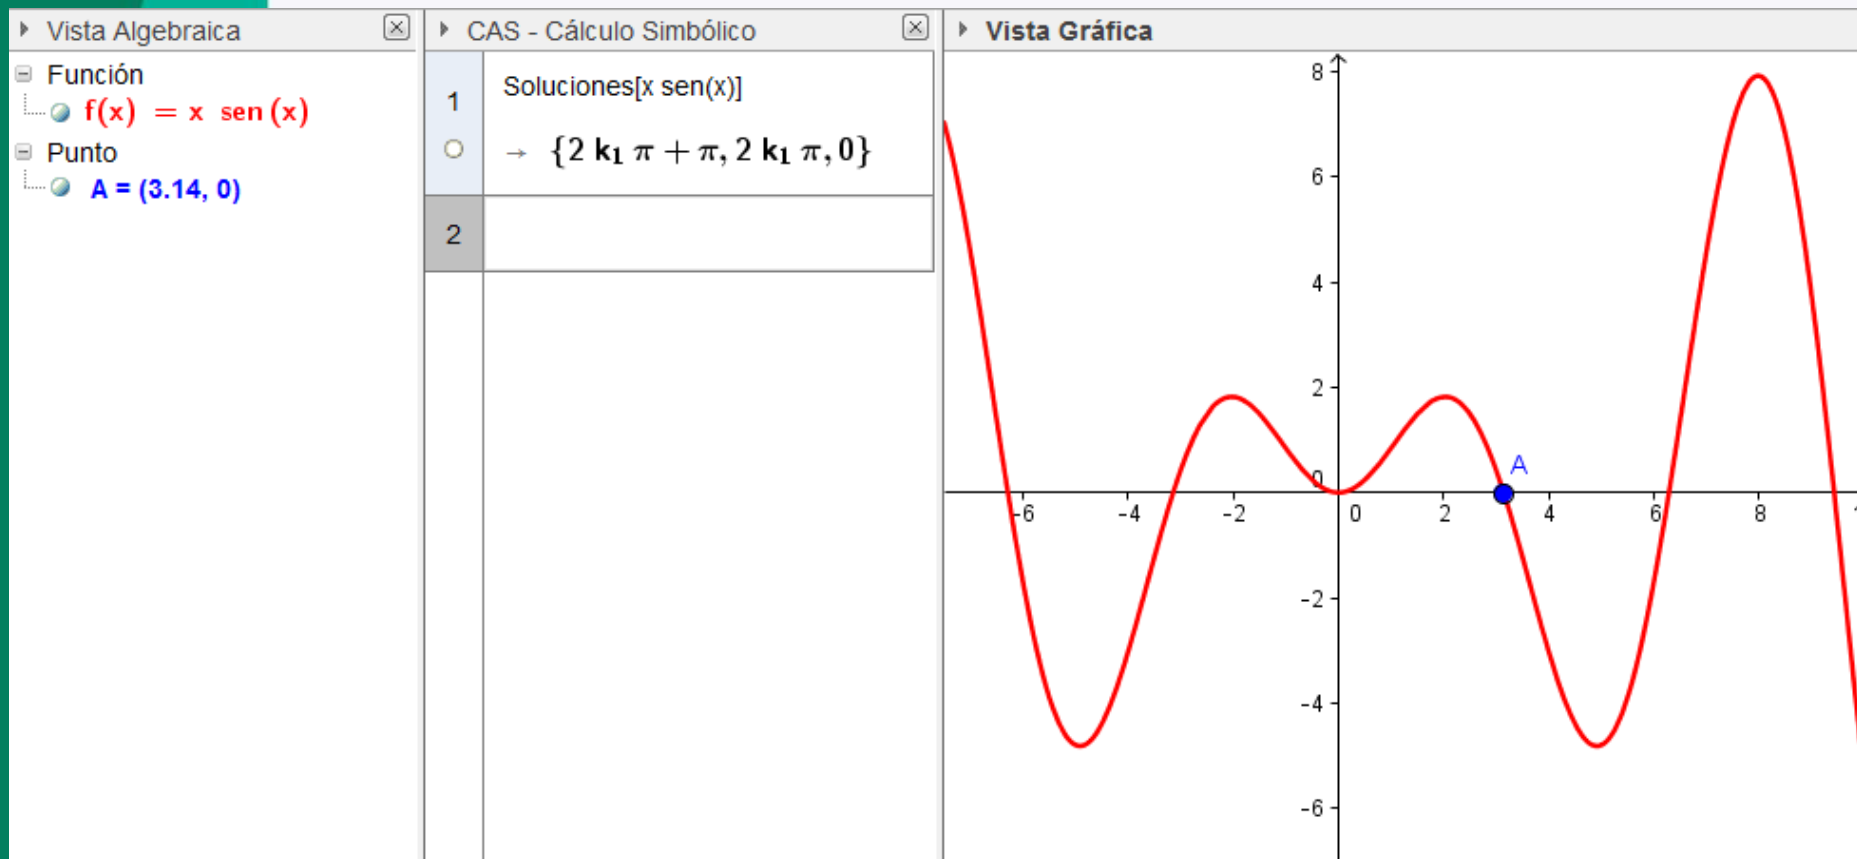 Vista Algebraica
Función
f(x) = x sen (x)
Punto
A = (3.14, 0)
CAS - Cálculo Simbólico
1
Soluciones[x sen(x)]
→ {2 k₁ π + π, 2 k₁ π, 0}
2
Vista Gráfica
8
6
4
2
0
-2
-4
-6
-6 -4 -2 0 2 4 6 8
A